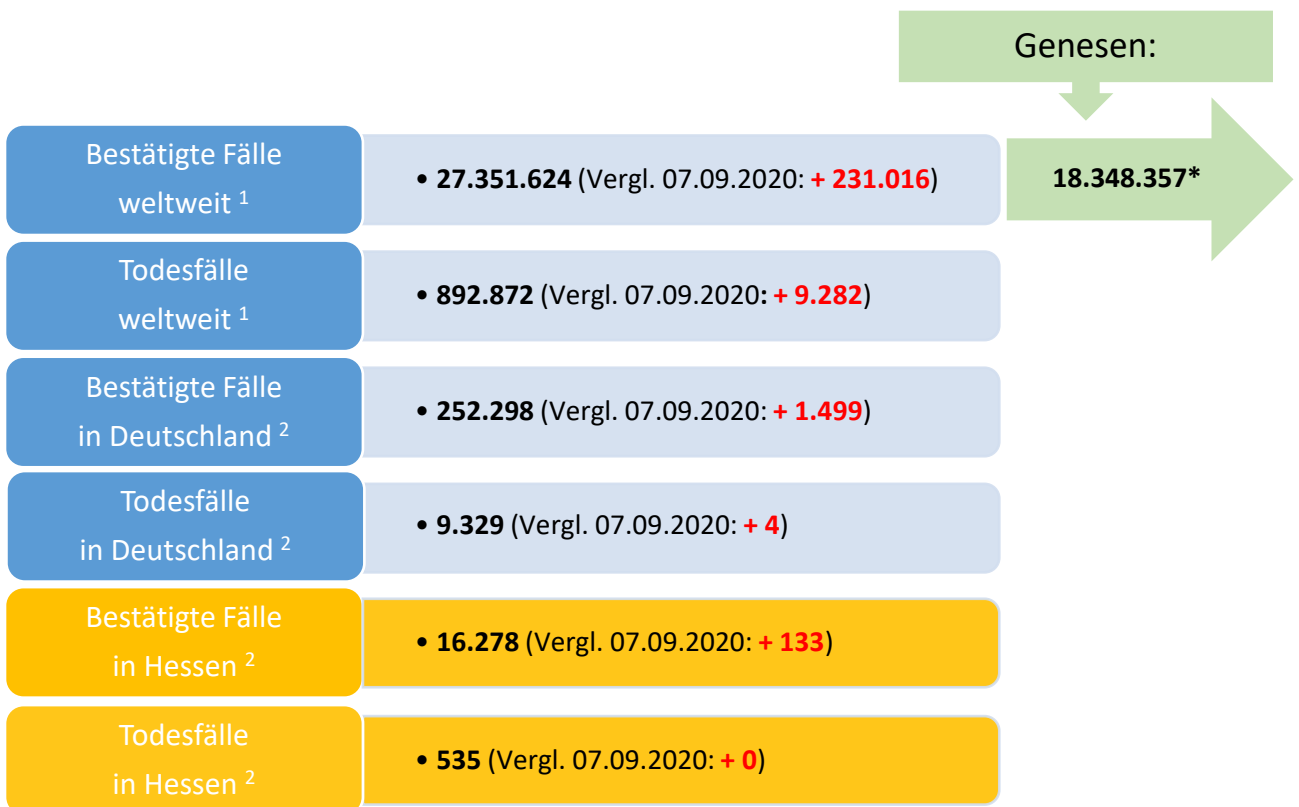 Genesen:
Bestätigte Fälle
weltweit ¹
• 27.351.624 (Vergl. 07.09.2020: + 231.016)
18.348.357*
Todesfälle
weltweit ¹
• 892.872 (Vergl. 07.09.2020: + 9.282)
Bestätigte Fälle
in Deutschland ²
• 252.298 (Vergl. 07.09.2020: + 1.499)
Todesfälle
in Deutschland ²
• 9.329 (Vergl. 07.09.2020: + 4)
Bestätigte Fälle
in Hessen ²
• 16.278 (Vergl. 07.09.2020: + 133)
Todesfälle
in Hessen ²
• 535 (Vergl. 07.09.2020: + 0)